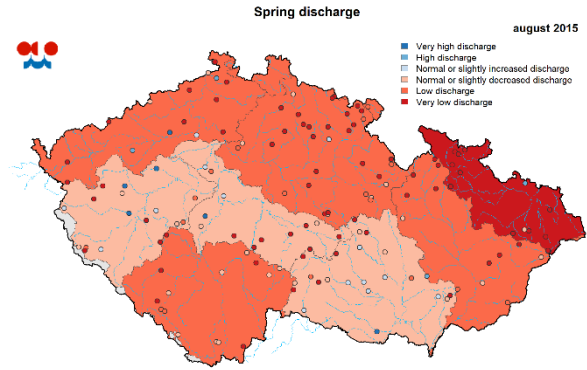 Spring discharge
august 2015
Very high discharge
High discharge
Normal or slightly increased discharge
Normal or slightly decreased discharge
Low discharge
Very low discharge